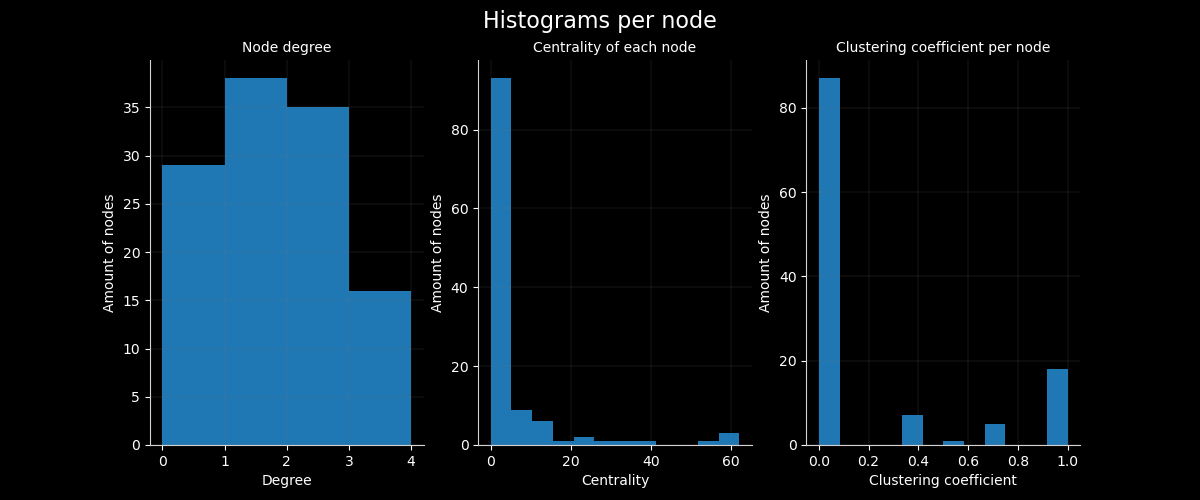 Histograms per node
Node degree
Amount of nodes
35
30
25
20
15
10
5
0
0 1 2 3 4
Degree
Centrality of each node
Amount of nodes
80
60
40
20
0
0 20 40 60
Centrality
Clustering coefficient per node
Amount of nodes
80
60
40
20
0
0.0 0.2 0.4 0.6 0.8 1.0
Clustering coefficient